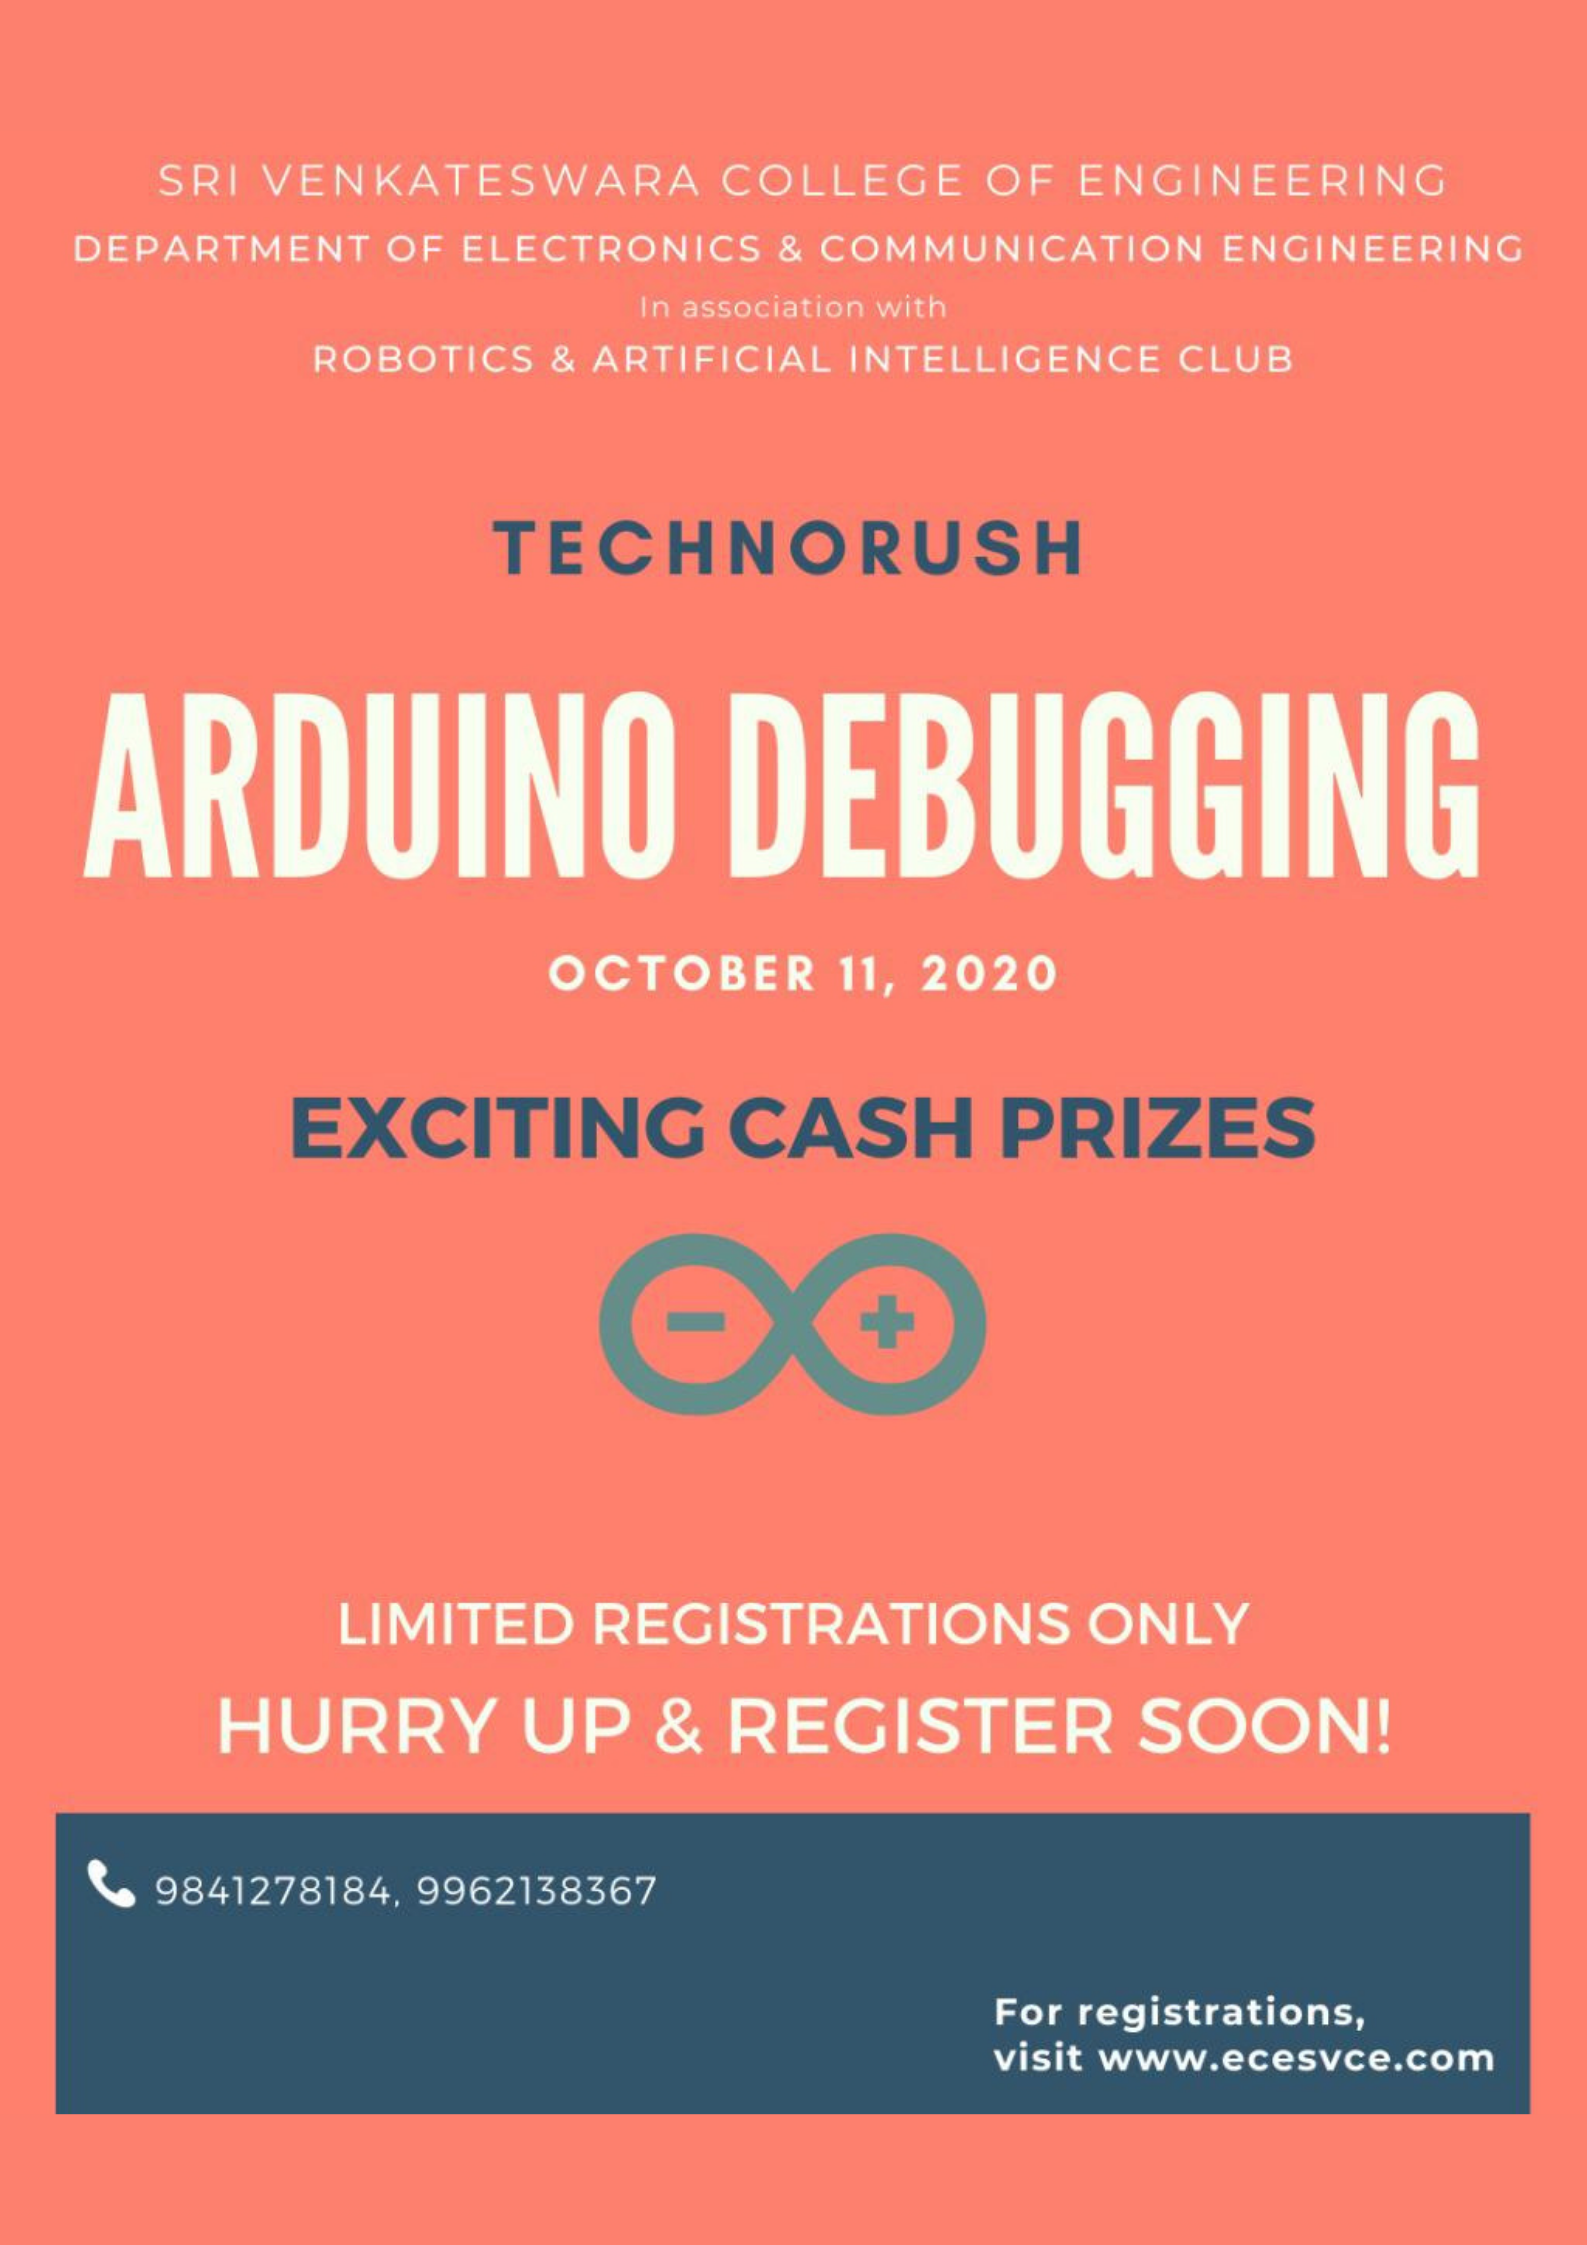 SRI VENKATESWARA COLLEGE OF ENGINEERING
DEPARTMENT OF ELECTRONICS & COMMUNICATION ENGINEERING
In association with
ROBOTICS & ARTIFICIAL INTELLIGENCE CLUB
TECHNORUSH
ARDUINO DEBUGGING
OCTOBER 11, 2020
EXCITING CASH PRIZES
LIMITED REGISTRATIONS ONLY
HURRY UP & REGISTER SOON!
9841278184, 9962138367
For registrations,
visit www.ecesvce.com